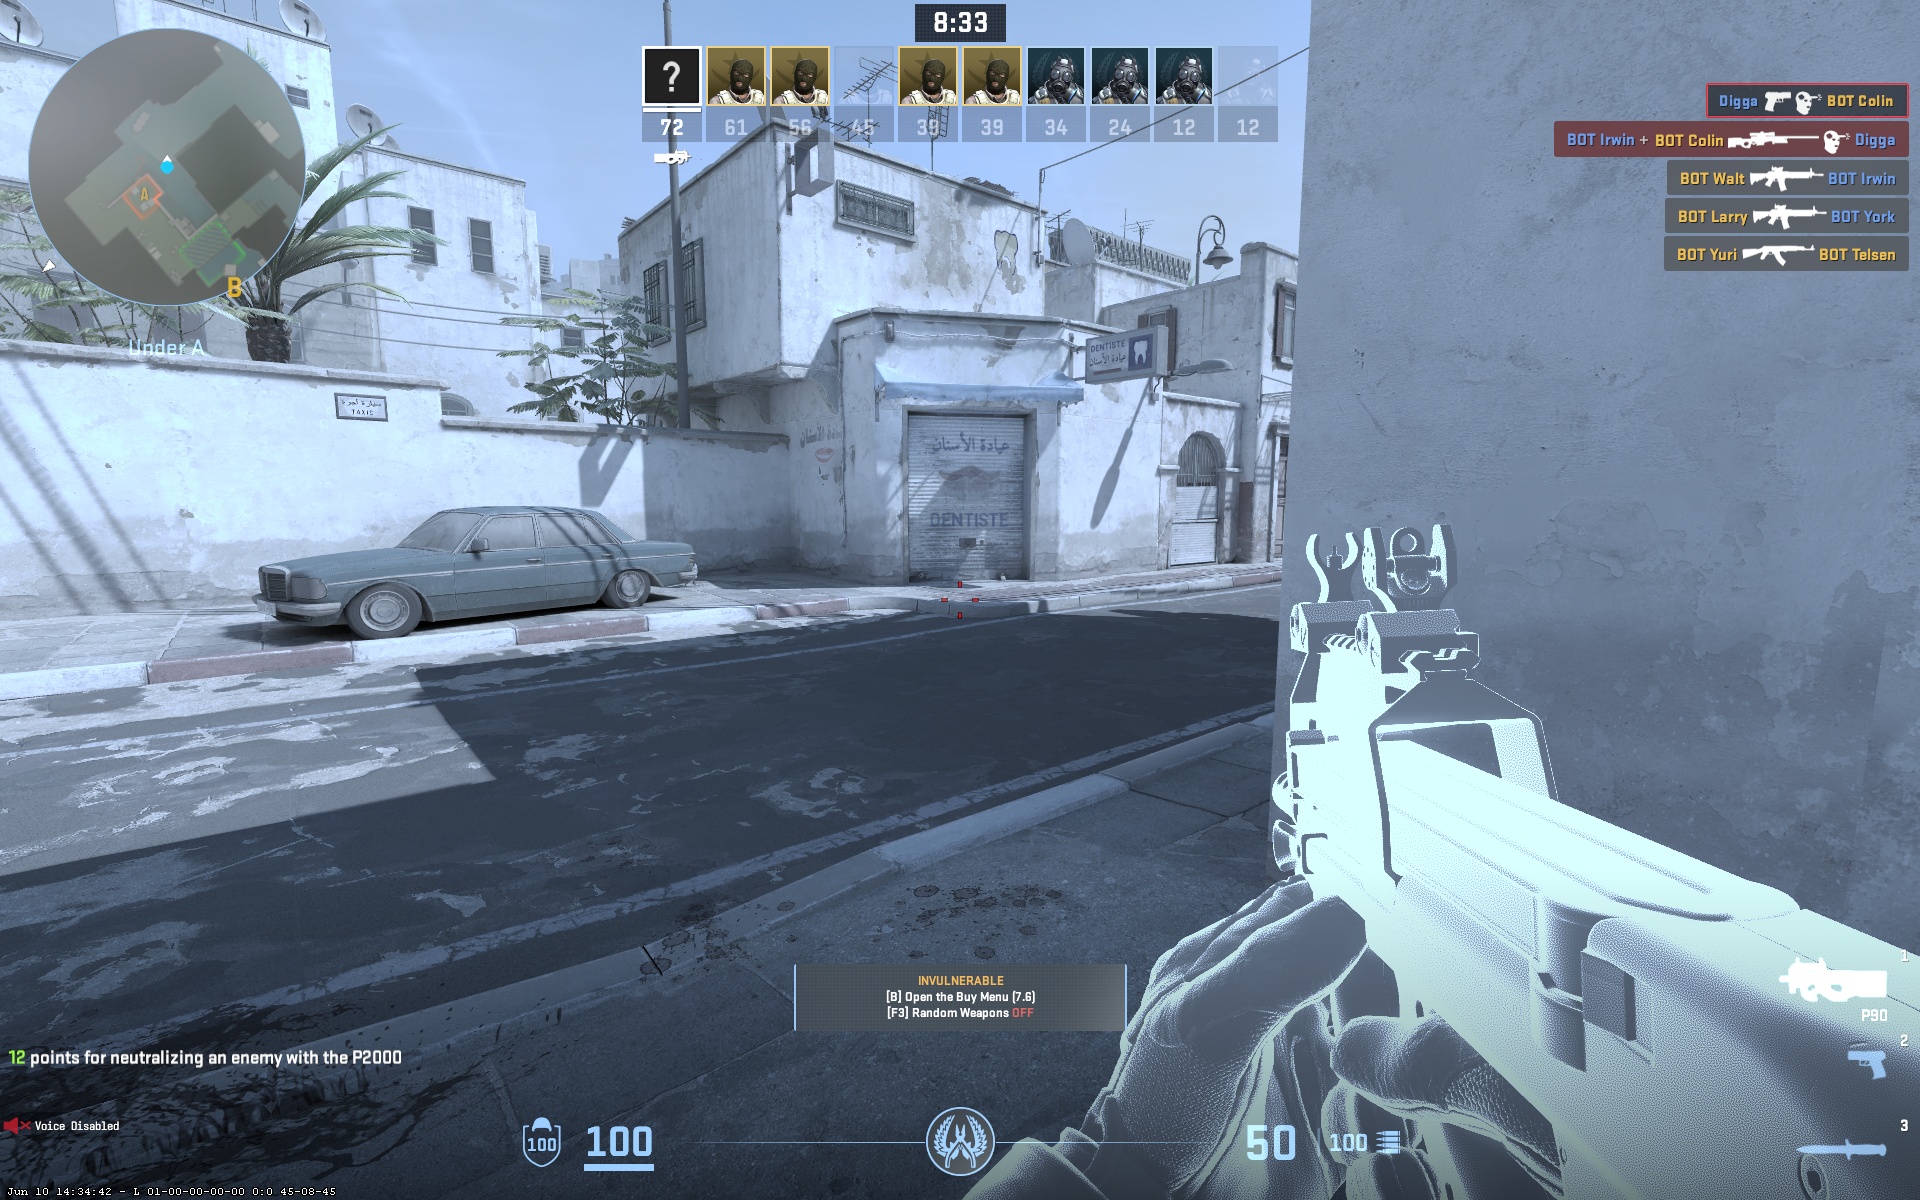 8:33
?
72 61 56 45 39 39 34 24 12 12
Digga BOT Colin
BOT Irwin + BOT Colin Digga
BOT Walt BOT Irwin
BOT Larry BOT York
BOT Yuri BOT Telsen
A
B
Under A
سيارة أجرة
TAXIS
DENTISTE
عيادة الأسنان
عيادة الأسنان
DENTISTE
INVULNERABLE
[B] Open the Buy Menu (7.6)
[F3] Random Weapons OFF
1
P90
2
3
12 points for neutralizing an enemy with the P2000
Voice Disabled
100 100
50 100
Jun 10 14:34:42 - L 01-00-00-00-00 0:0 45-08-45